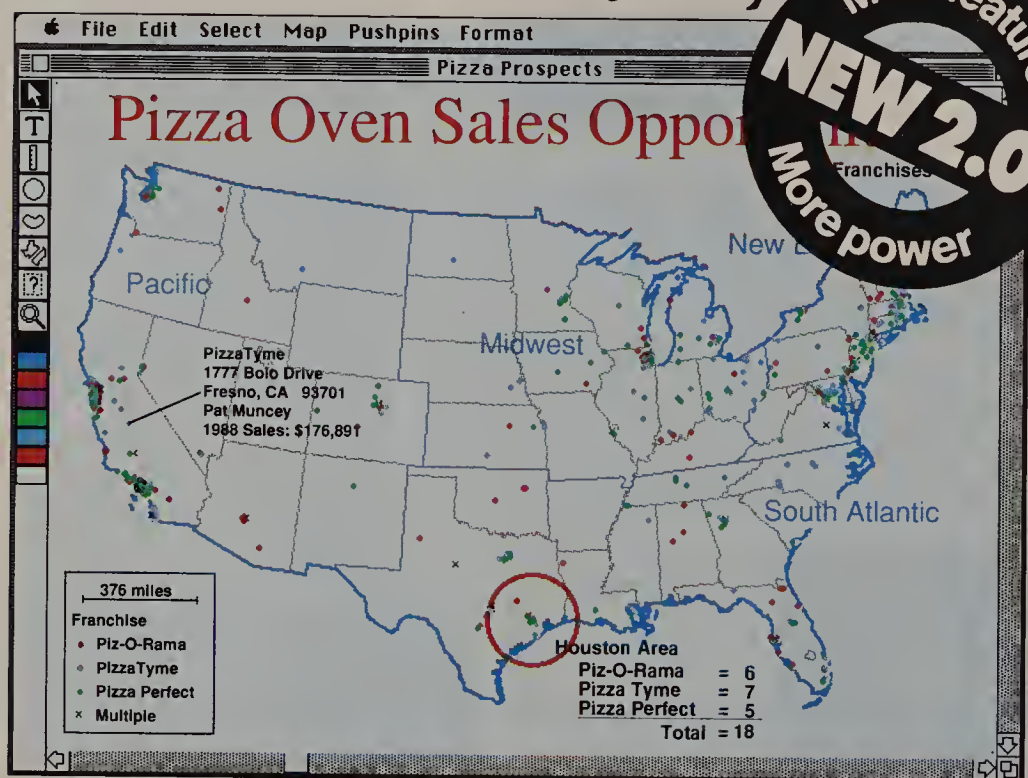 File Edit Select Map Pushpins Format
Pizza Prospects
Pizza Oven Sales
NEW 2.0
More power
Franchises
New
Pacific
Midwest
PizzaTyme
1777 Bolo Drive
Fresno, CA 93701
Pat Muncey
1988 Sales: $176,891
South Atlantic
376 miles
Franchise
Piz-O-Rama
PizzaTyme
Pizza Perfect
× Multiple
Houston Area
Piz-O-Rama = 6
Pizza Tyme = 7
Pizza Perfect = 5
Total = 18
T
?